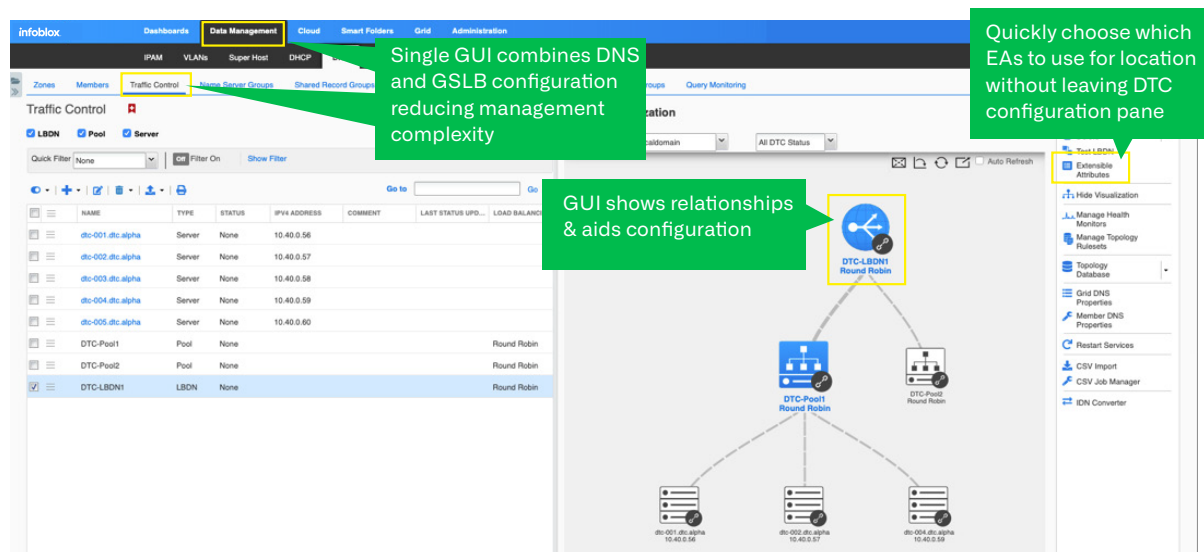 infoblox
Dashboards Data Management Cloud Smart Folders Grid Administration
IPAM VLANs Super Host DHCP
Zones Members Traffic Control Name Server Groups Shared Record Groups
Query Monitoring
Single GUI combines DNS
and GSLB configuration
reducing management
complexity
Quickly choose which
EAs to use for location
without leaving DTC
configuration pane
Traffic Control
LBDN Pool Server
Quick Filter None Off Filter On Show Filter
Go to Go
NAME TYPE STATUS IPV4 ADDRESS COMMENT LAST STATUS UPD...
dtc-001.dtc.alpha Server None 10.40.0.56
dtc-002.dtc.alpha Server None 10.40.0.57
dtc-003.dtc.alpha Server None 10.40.0.58
dtc-004.dtc.alpha Server None 10.40.0.59
dtc-005.dtc.alpha Server None 10.40.0.60
DTC-Pool1 Pool None Round Robin
DTC-Pool2 Pool None Round Robin
DTC-LBDN1 LBDN None Round Robin
All DTC Status
Auto Refresh
GUI shows relationships
& aids configuration
DTC-LBDN1
Round Robin
DTC-Pool1
Round Robin
DTC-Pool2
Round Robin
dtc-001.dtc.alpha
10.40.0.56
dtc-002.dtc.alpha
10.40.0.57
dtc-004.dtc.alpha
10.40.0.59
Extensible
Attributes
Hide Visualization
Manage Health
Monitors
Manage Topology
Rulesets
Topology
Database
Grid DNS
Properties
Member DNS
Properties
Restart Services
CSV Import
CSV Job Manager
IDN Converter